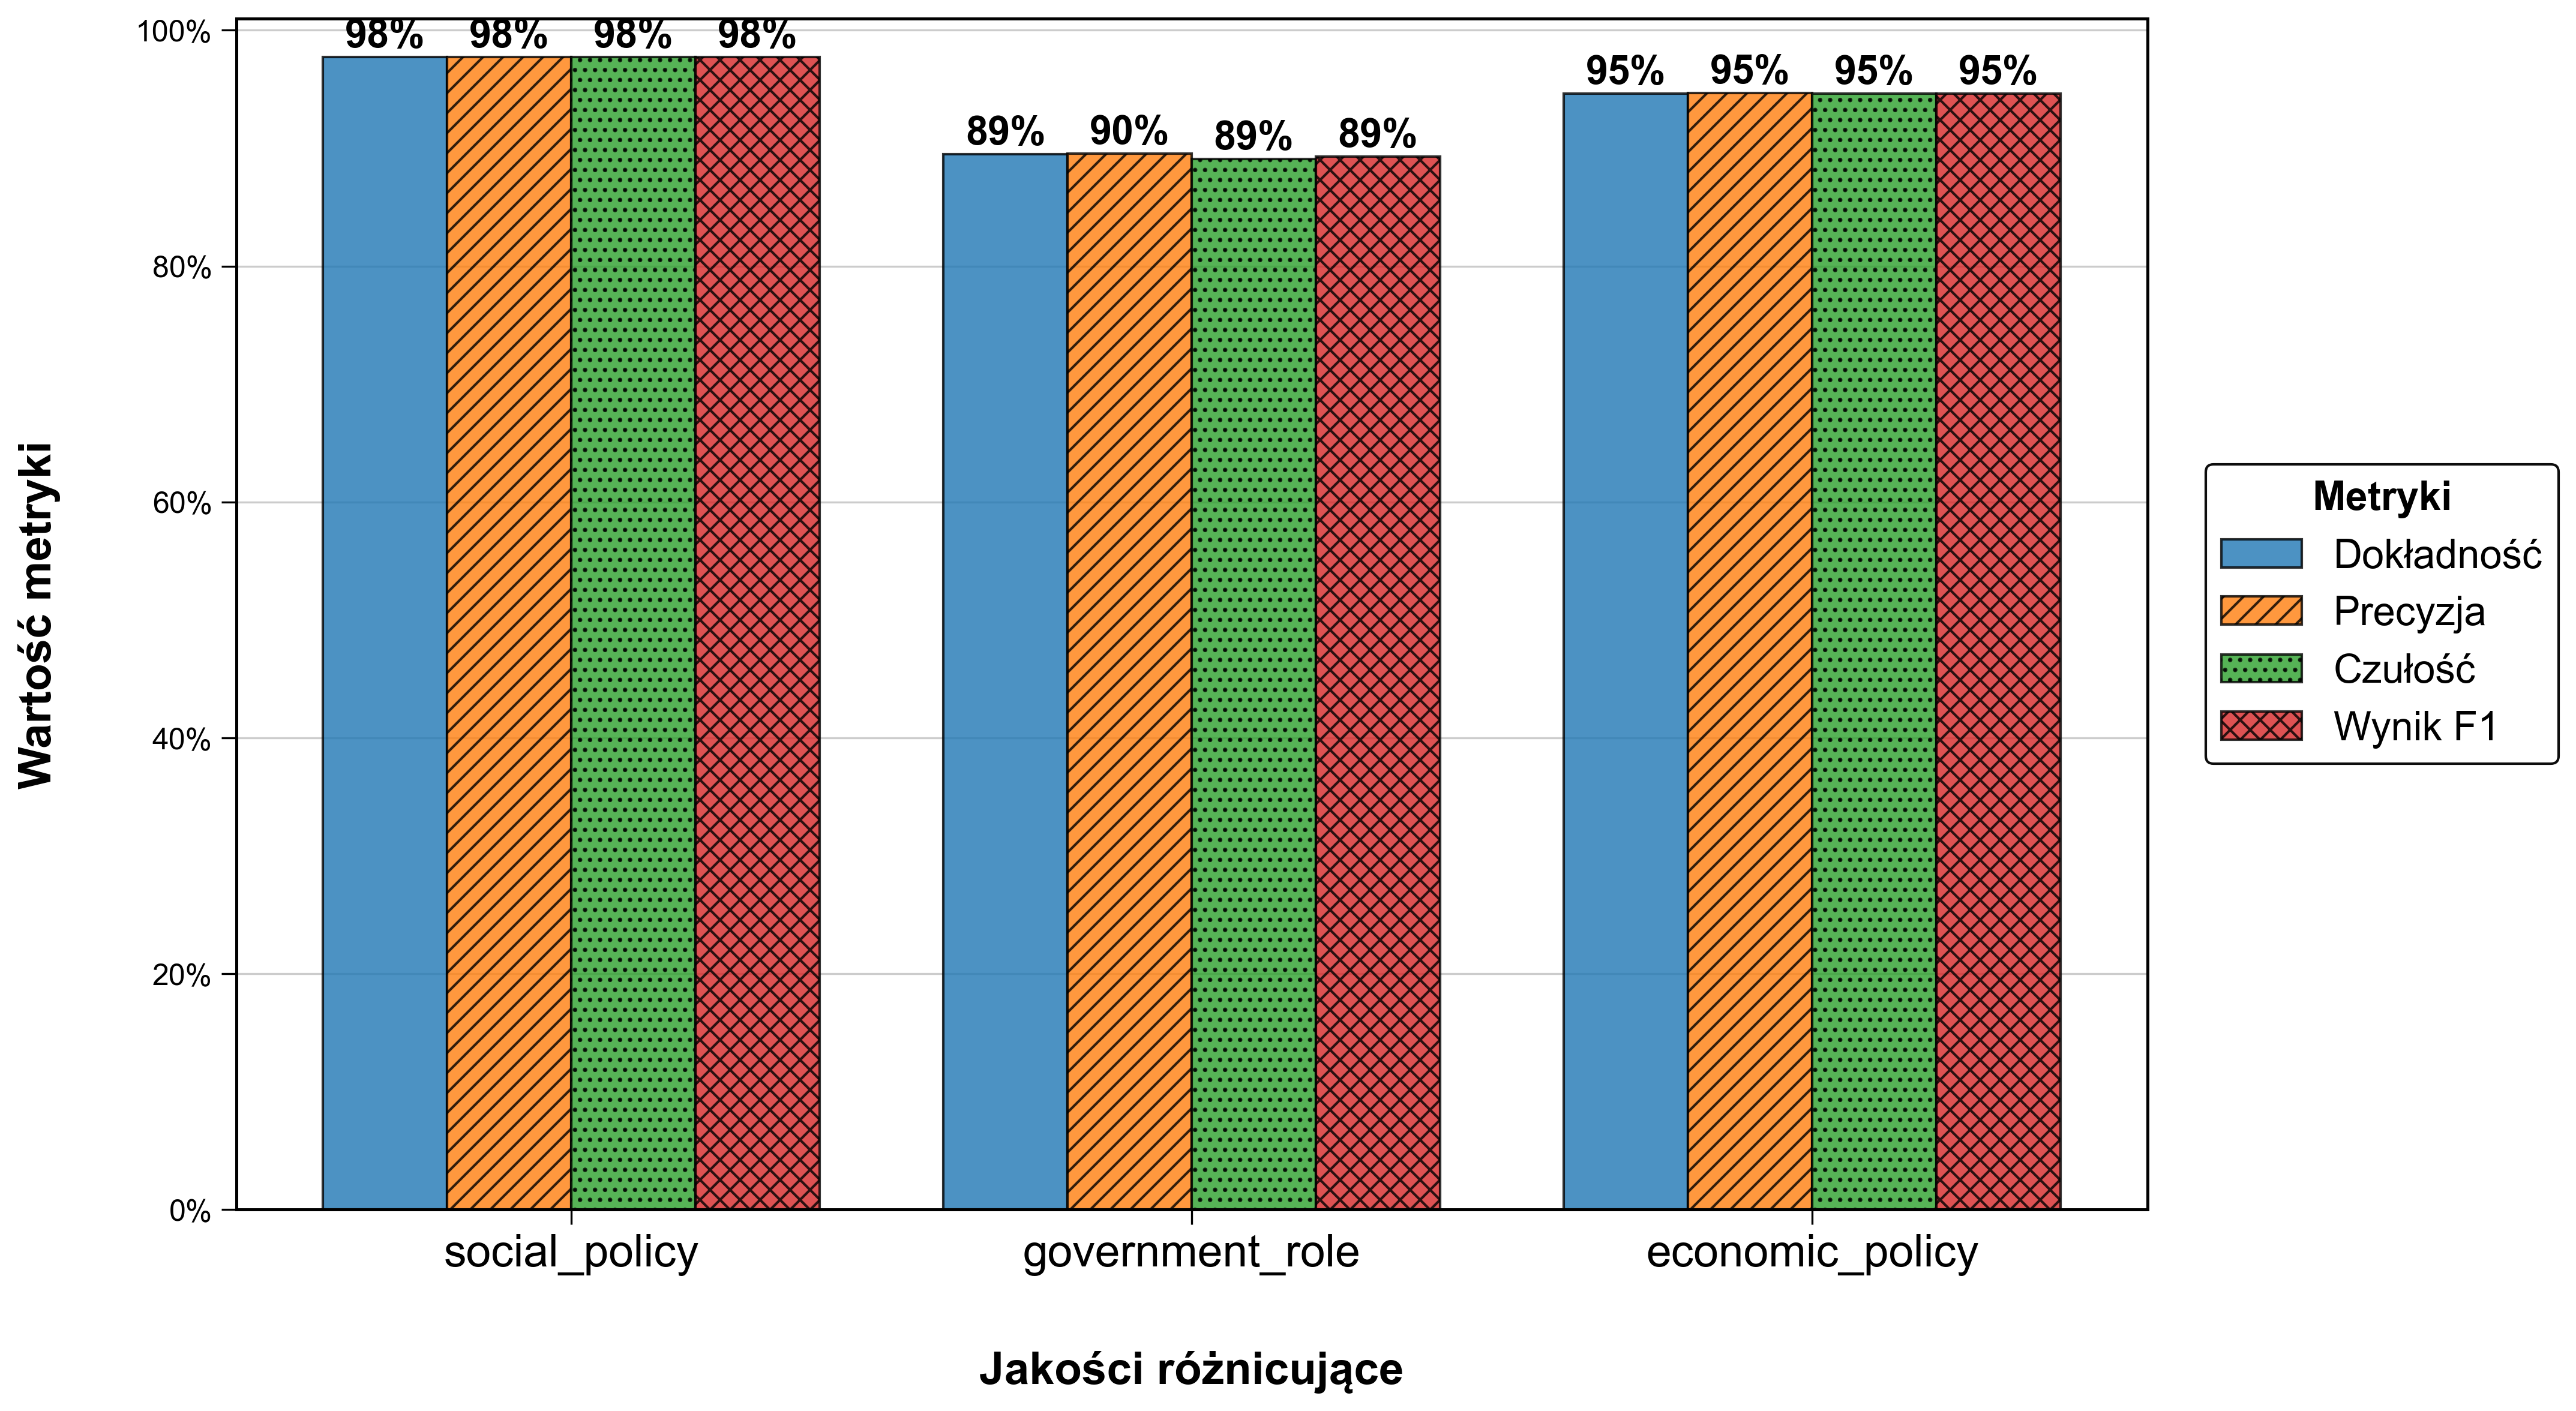 Wartość metryki
100%
80%
60%
40%
20%
0%
98% 98% 98% 98%
89% 90% 89% 89%
95% 95% 95% 95%
social_policy government_role economic_policy
Jakości różnicujące
Metryki
Dokładność
Precyzja
Czułość
Wynik F1